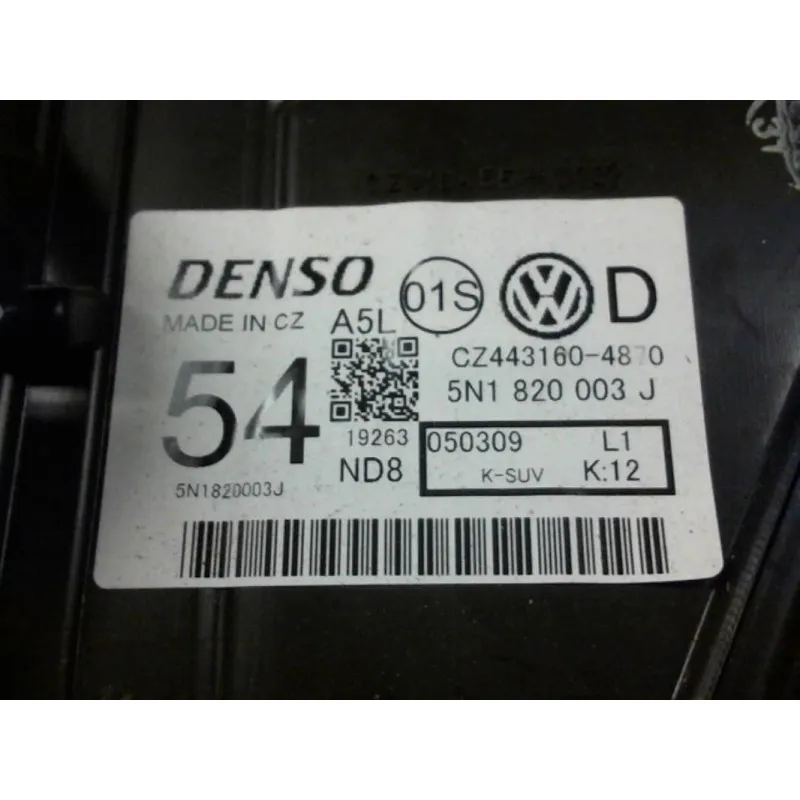 DENSO 01S VW D
MADE IN CZ A5L
CZ443160-4870
54 5N1 820 003 J
19263 050309 L1
ND8 K-SUV K:12
5N1820003J